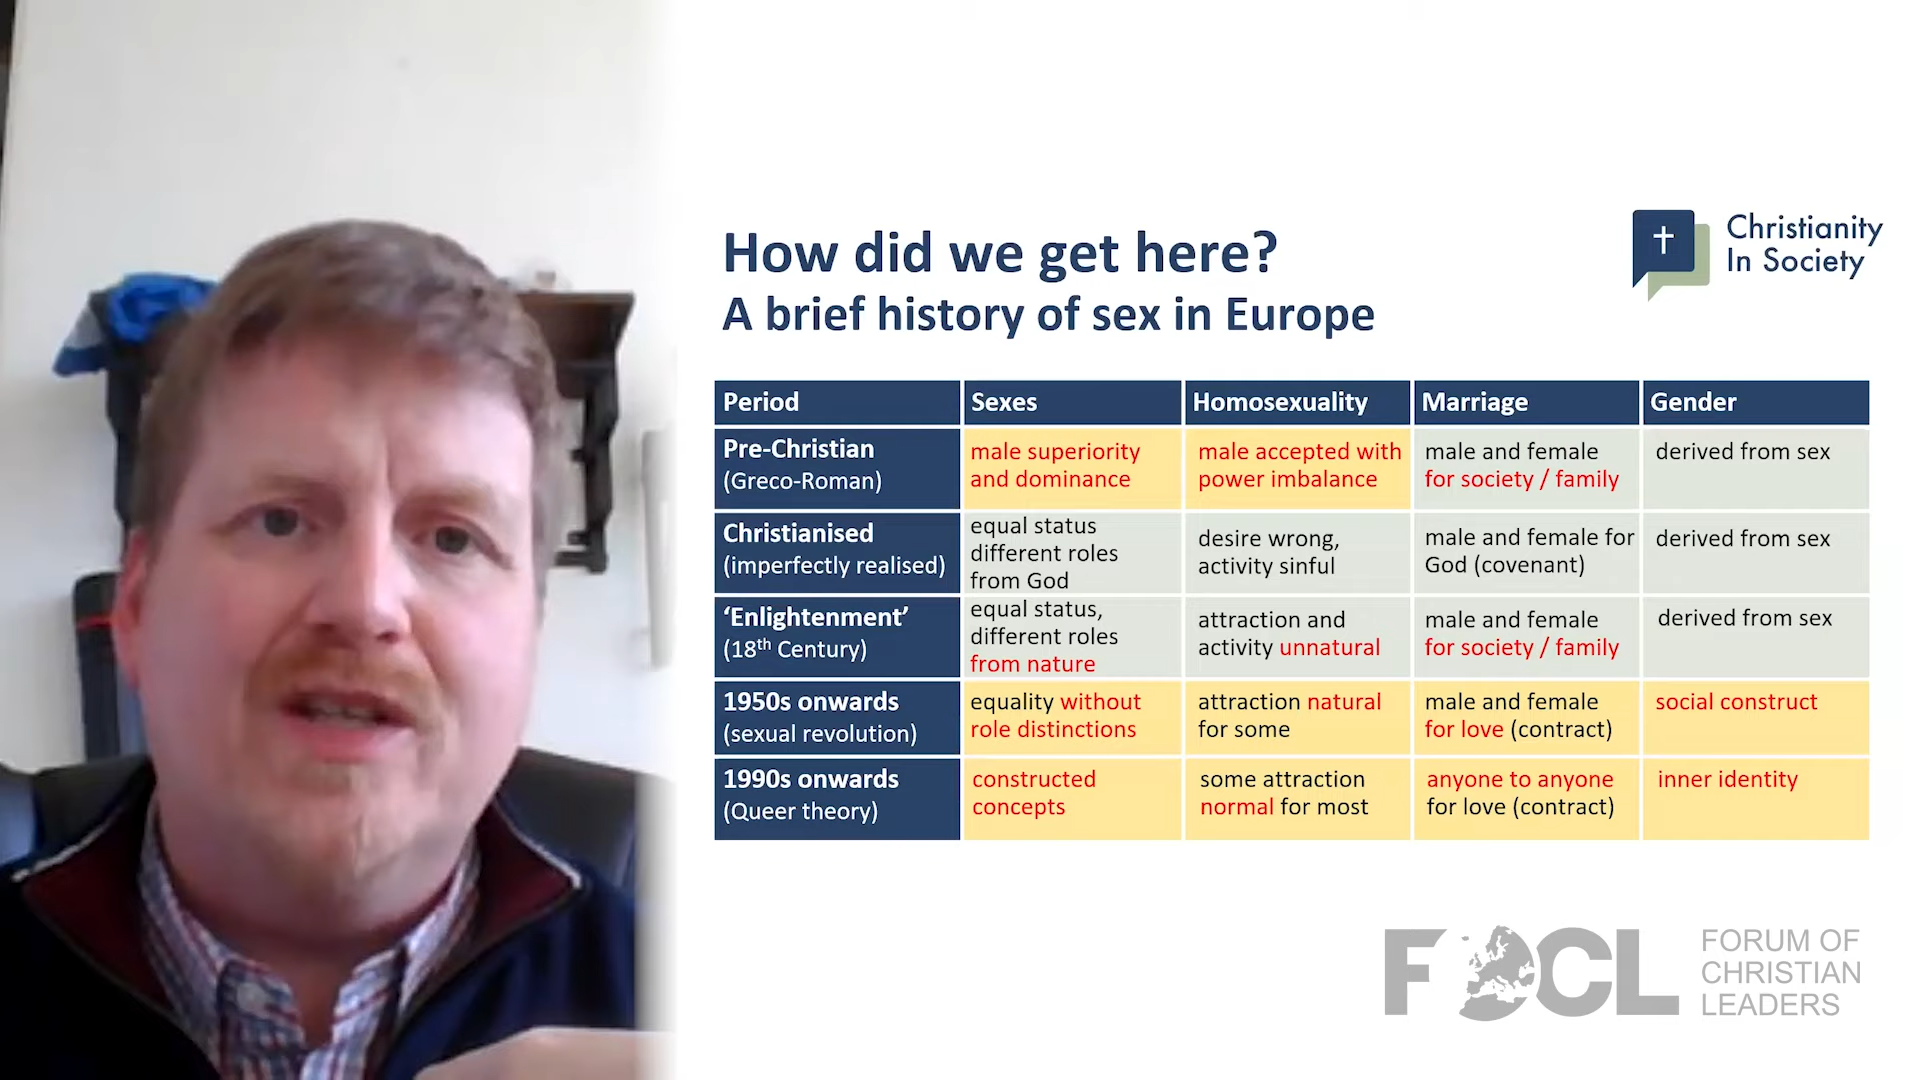 How did we get here?
A brief history of sex in Europe
Christianity
In Society
Period
Sexes
Homosexuality
Marriage
Gender
Pre-Christian
(Greco-Roman)
male superiority
and dominance
male accepted with
power imbalance
male and female
for society / family
derived from sex
Christianised
(imperfectly realised)
equal status
different roles
from God
desire wrong,
activity sinful
male and female for
God (covenant)
derived from sex
‘Enlightenment’
(18th Century)
equal status,
different roles
from nature
attraction and
activity unnatural
male and female
for society / family
derived from sex
1950s onwards
(sexual revolution)
equality without
role distinctions
attraction natural
for some
male and female
for love (contract)
social construct
1990s onwards
(Queer theory)
constructed
concepts
some attraction
normal for most
anyone to anyone
for love (contract)
inner identity
FOCL
FORUM OF
CHRISTIAN
LEADERS